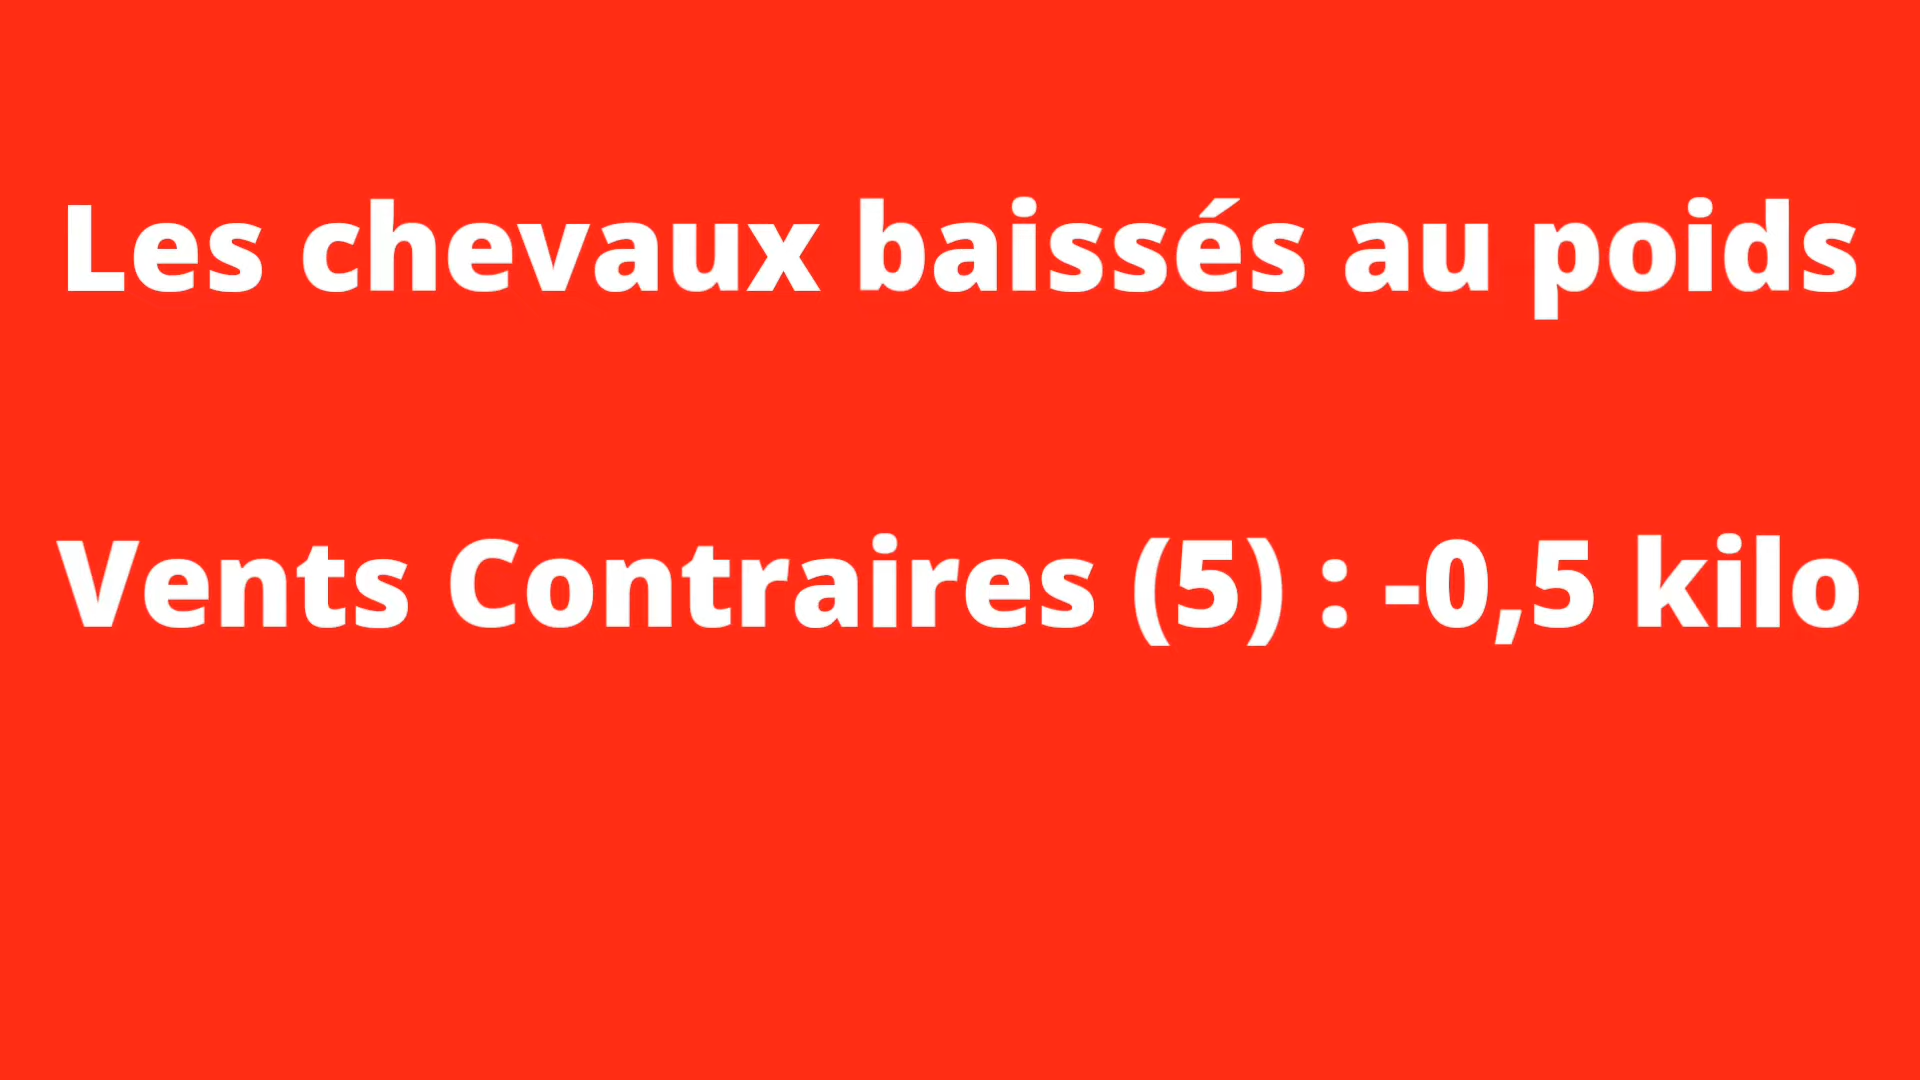 Les chevaux baissés au poids
Vents Contraires (5) : -0,5 kilo